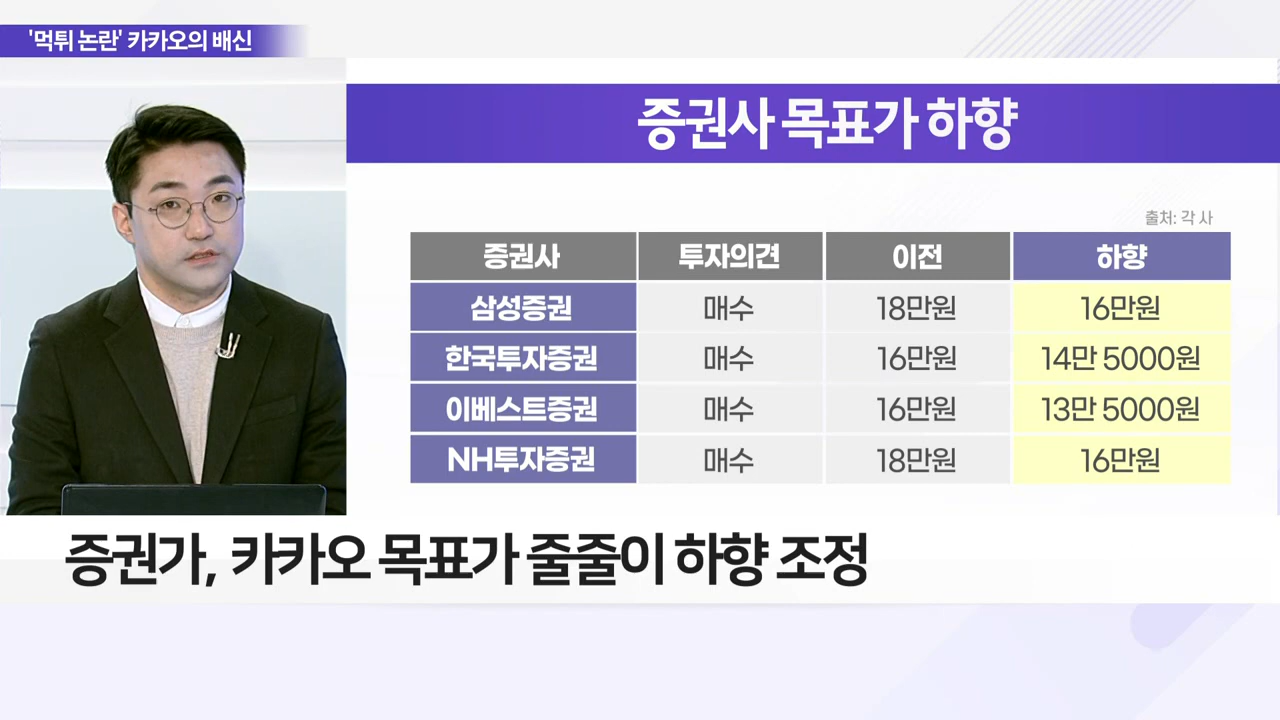 '먹튀 논란' 카카오의 배신
증권사 목표가 하향
출처: 각 사
증권사 투자의견 이전 하향
삼성증권 매수 18만원 16만원
한국투자증권 매수 16만원 14만 5000원
이베스트증권 매수 16만원 13만 5000원
NH투자증권 매수 18만원 16만원
증권가, 카카오 목표가 줄줄이 하향 조정